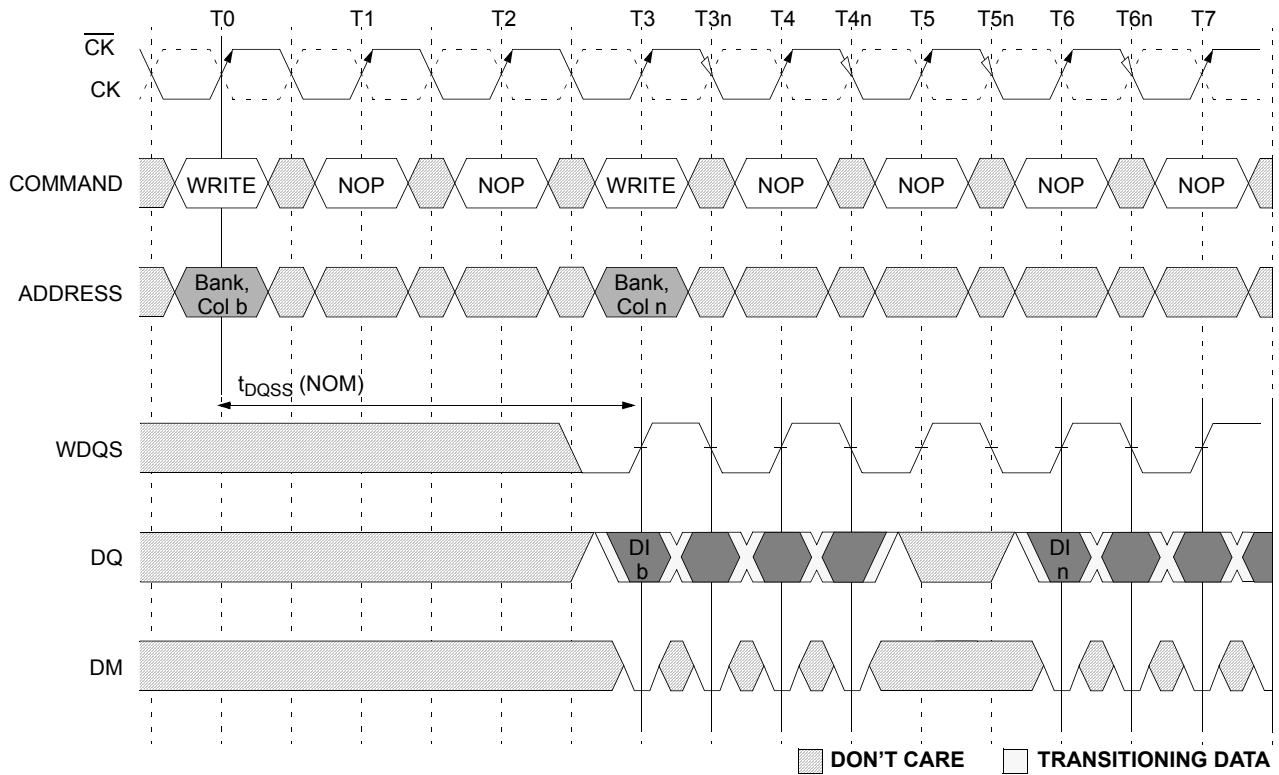 T0 T1 T2 T3 T3n T4 T4n T5 T5n T6 T6n T7
CK
CK
COMMAND WRITE NOP NOP WRITE NOP NOP NOP NOP
ADDRESS Bank, Col b Bank, Col n
tDQSS (NOM)
WDQS
DQ DI b DI n
DM
DON'T CARE TRANSITIONING DATA